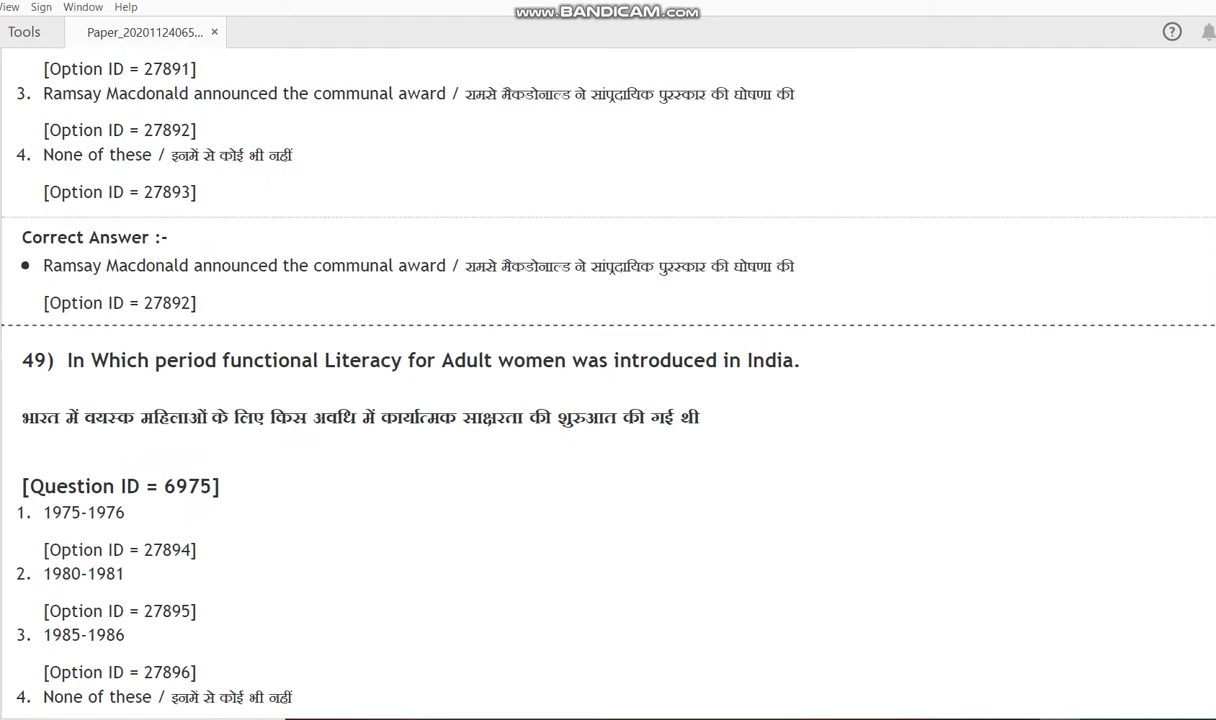 View Sign Window Help
www.BANDICAM.com
Tools Paper_20201124065... ×
[Option ID = 27891]
3. Ramsay Macdonald announced the communal award / रामसे मैकडोनाल्ड ने सांप्रदायिक पुरस्कार की घोषणा की
[Option ID = 27892]
4. None of these / इनमें से कोई भी नहीं
[Option ID = 27893]
Correct Answer :-
• Ramsay Macdonald announced the communal award / रामसे मैकडोनाल्ड ने सांप्रदायिक पुरस्कार की घोषणा की
[Option ID = 27892]
49) In Which period functional Literacy for Adult women was introduced in India.
भारत में वयस्क महिलाओं के लिए किस अवधि में कार्यात्मक साक्षरता की शुरुआत की गई थी
[Question ID = 6975]
1. 1975-1976
[Option ID = 27894]
2. 1980-1981
[Option ID = 27895]
3. 1985-1986
[Option ID = 27896]
4. None of these / इनमें से कोई भी नहीं